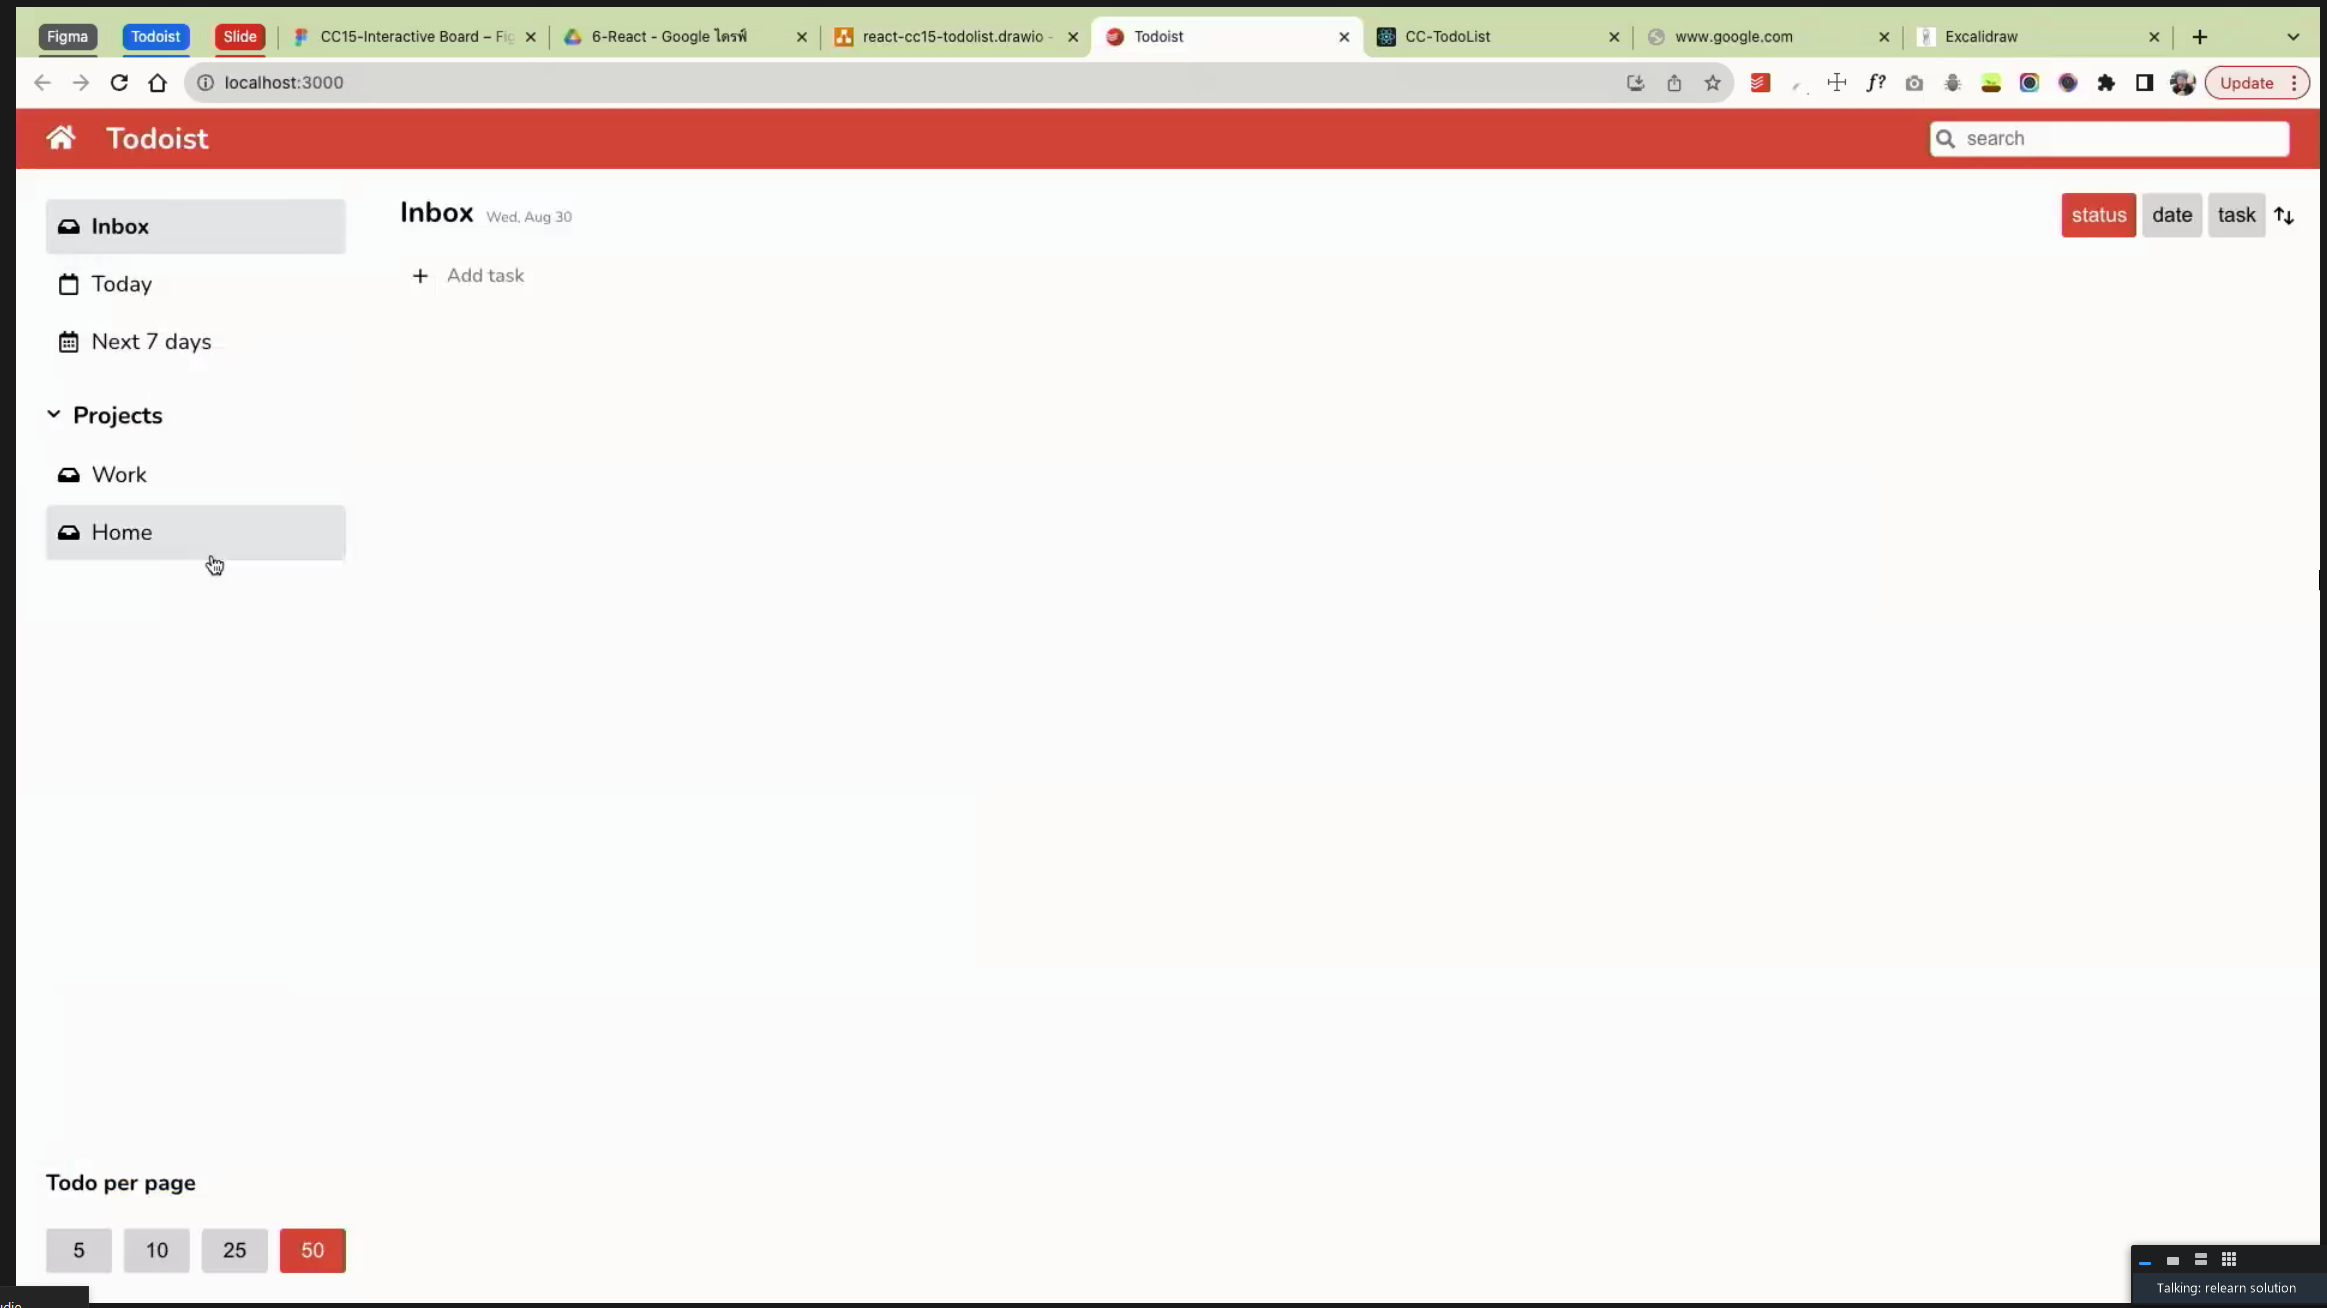 Figma
Todoist
Slide
CC15-Interactive Board – Fig
6-React - Google ไดรฟ์
react-cc15-todolist.drawio -
Todoist
CC-TodoList
www.google.com
Excalidraw
localhost:3000
f?
Update
Todoist
search
Inbox
Today
Next 7 days
Projects
Work
Home
Inbox Wed, Aug 30
status date task
+ Add task
Todo per page
5 10 25 50
Talking: relearn solution